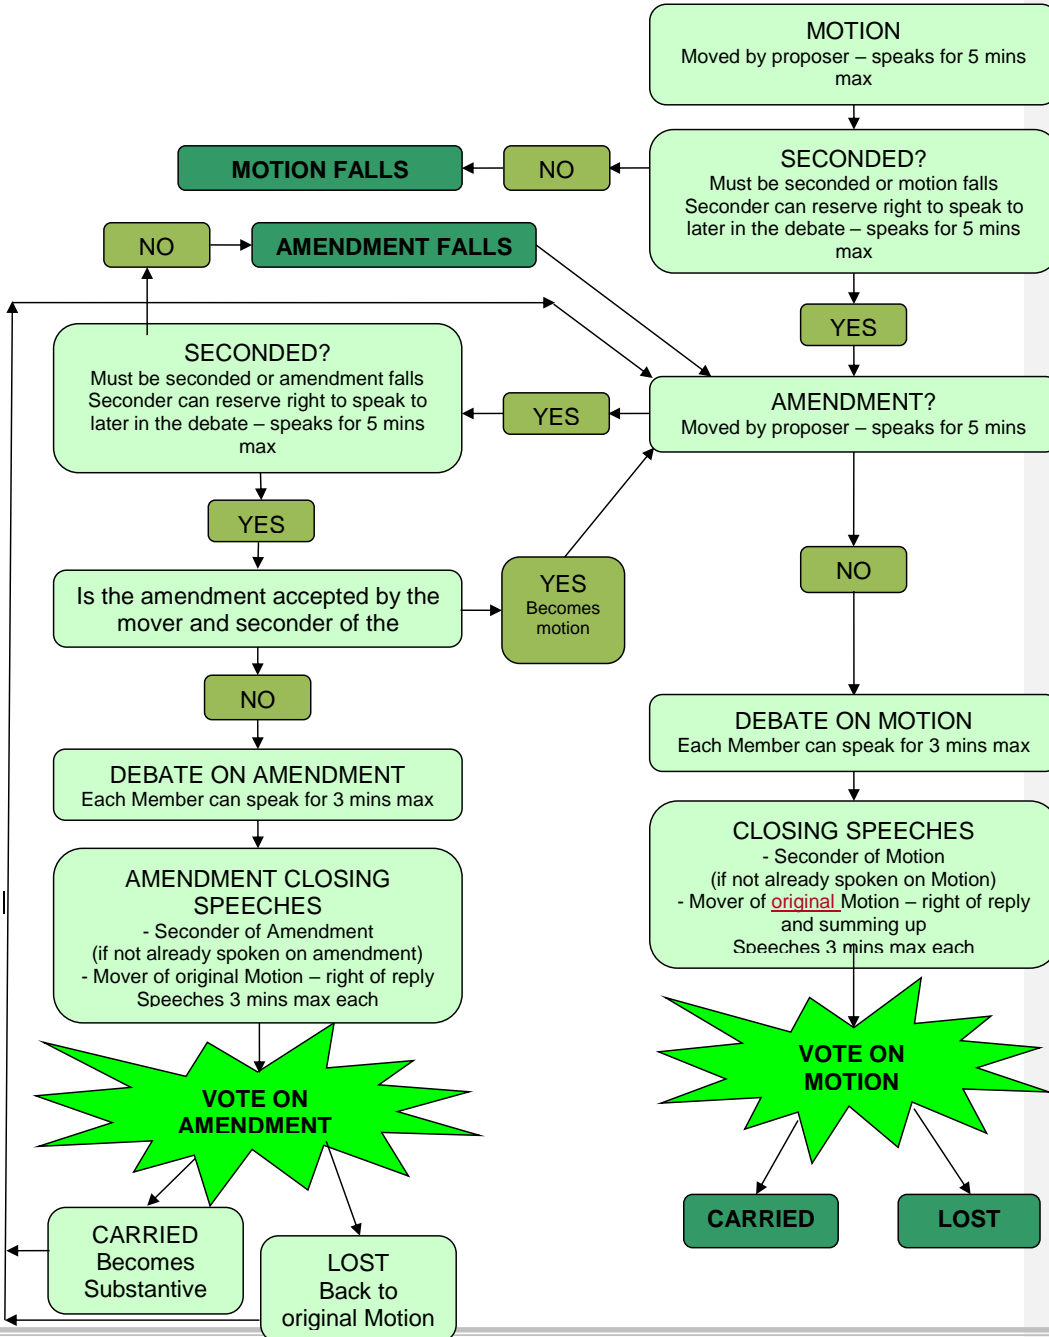 MOTION
Moved by proposer – speaks for 5 mins
max
SECONDED?
Must be seconded or motion falls
Seconder can reserve right to speak to
later in the debate – speaks for 5 mins
max
NO
MOTION FALLS
YES
AMENDMENT?
Moved by proposer – speaks for 5 mins
YES
SECONDED?
Must be seconded or amendment falls
Seconder can reserve right to speak to
later in the debate – speaks for 5 mins
max
NO
AMENDMENT FALLS
YES
Is the amendment accepted by the
mover and seconder of the
YES
Becomes
motion
NO
DEBATE ON AMENDMENT
Each Member can speak for 3 mins max
AMENDMENT CLOSING
SPEECHES
- Seconder of Amendment
(if not already spoken on amendment)
- Mover of original Motion – right of reply
Speeches 3 mins max each
VOTE ON
AMENDMENT
CARRIED
Becomes
Substantive
LOST
Back to
original Motion
NO
DEBATE ON MOTION
Each Member can speak for 3 mins max
CLOSING SPEECHES
- Seconder of Motion
(if not already spoken on Motion)
- Mover of original Motion – right of reply
and summing up
Speeches 3 mins max each
VOTE ON
MOTION
CARRIED
LOST